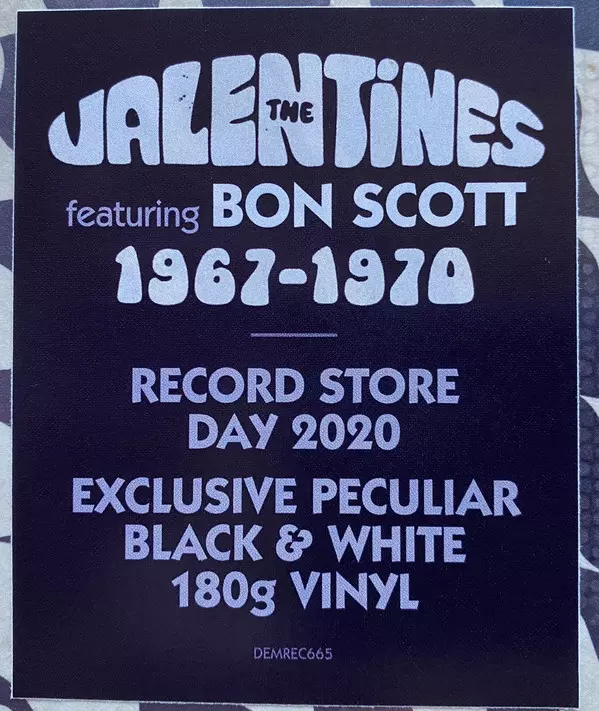 THE VALENTiNES
featuring BON SCOTT
1967-1970
RECORD STORE
DAY 2020
EXCLUSIVE PECULIAR
BLACK & WHITE
180g VINYL
DEMREC665